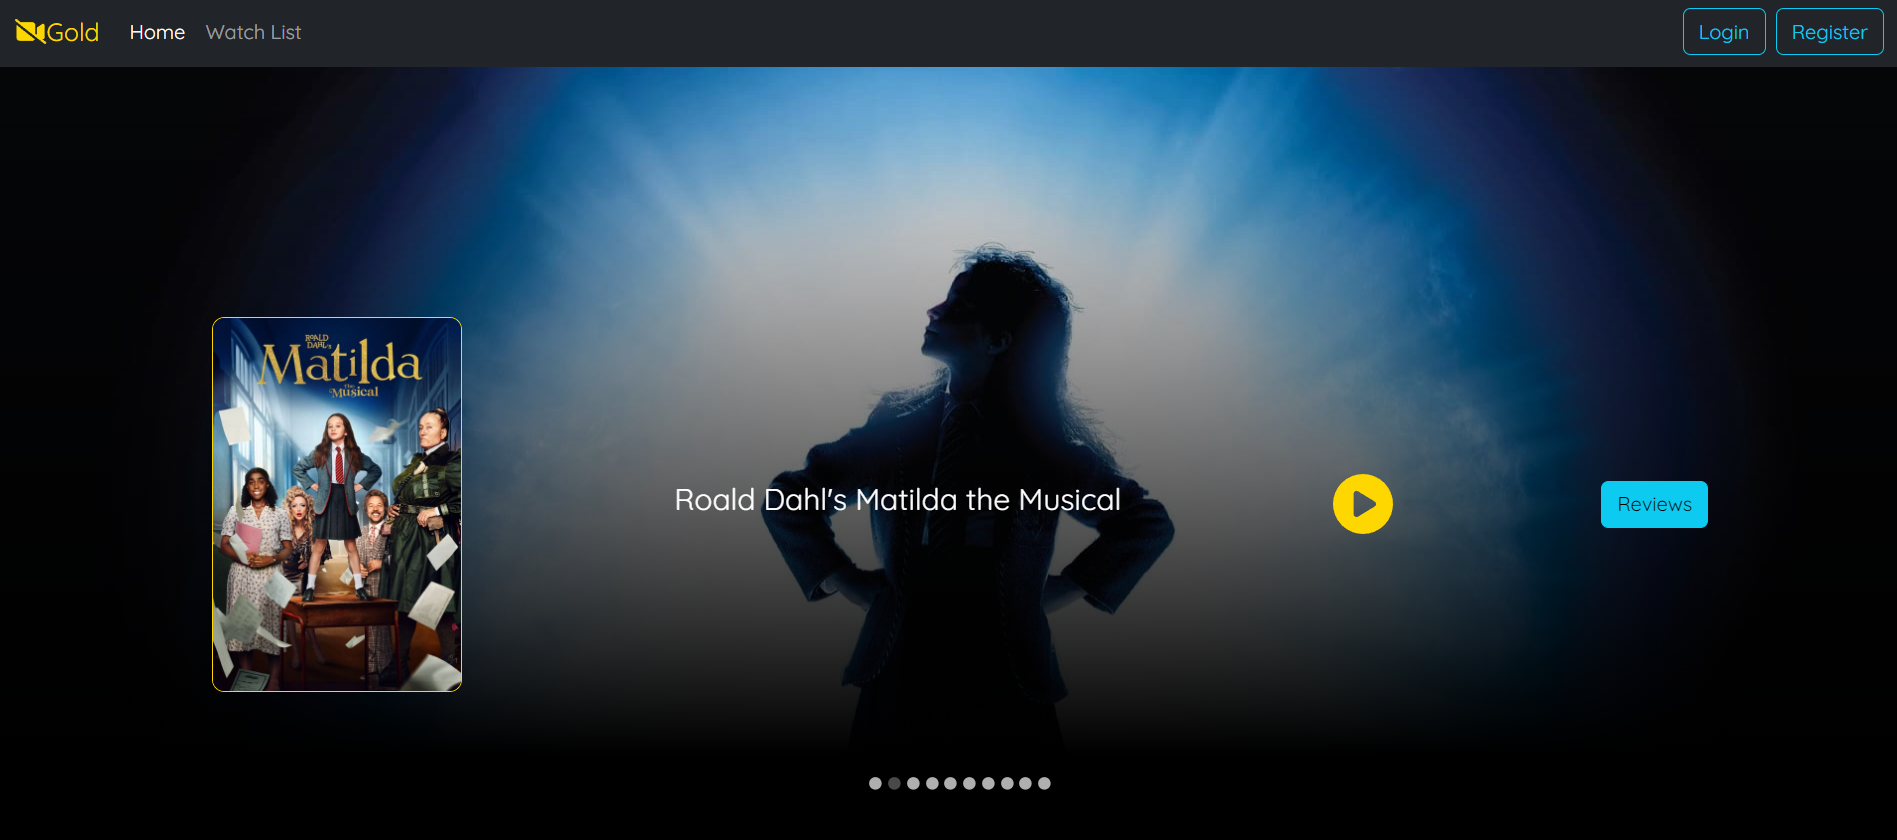 Gold
Home
Watch List
Login
Register
ROALD
DAHL's
Matilda
The
Musical
Roald Dahl's Matilda the Musical
Reviews